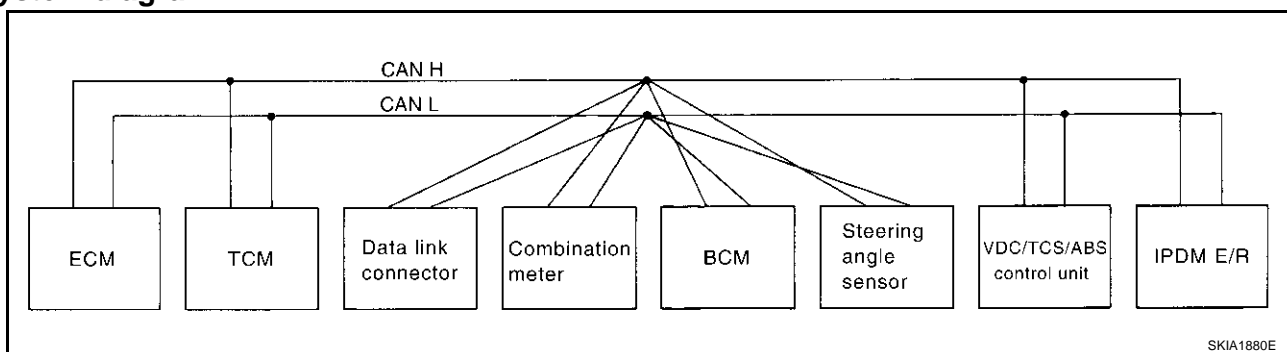 CAN H
CAN L
ECM
TCM
Data link
connector
Combination
meter
BCM
Steering
angle
sensor
VDC/TCS/ABS
control unit
IPDM E/R
SKIA1880E